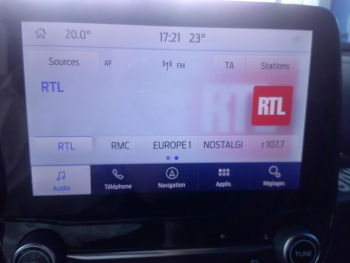 20.0° 17:21 23°
Sources AF FM TA Stations
RTL
RTL
RTL RMC EUROPE 1 NOSTALGI r 107.7
Audio Téléphone Navigation Applis Réglages
TUNE